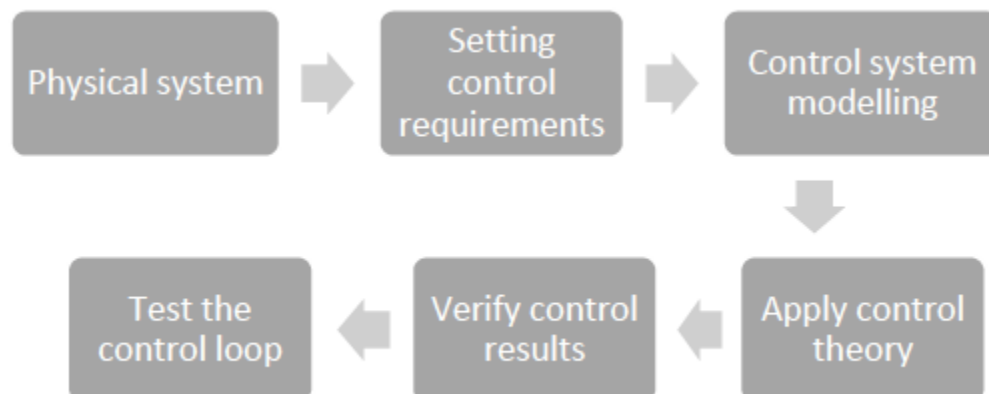 Physical system
Setting
control
requirements
Control system
modelling
Apply control
theory
Verify control
results
Test the
control loop